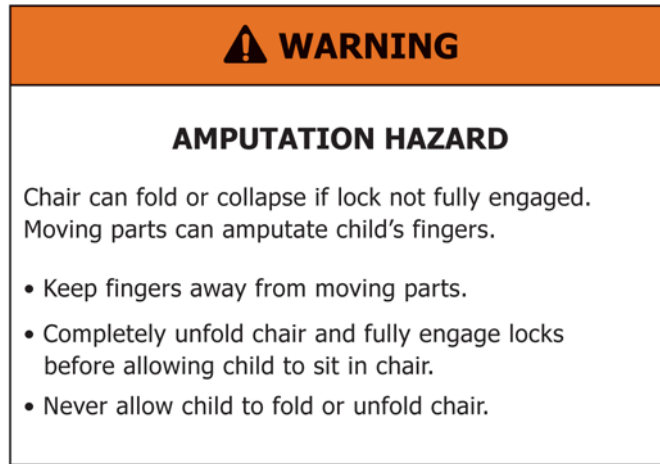 WARNING
AMPUTATION HAZARD
Chair can fold or collapse if lock not fully engaged.
Moving parts can amputate child’s fingers.
• Keep fingers away from moving parts.
• Completely unfold chair and fully engage locks
before allowing child to sit in chair.
• Never allow child to fold or unfold chair.